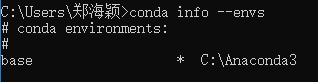 C:\Users\郑海颖>conda info --envs
# conda environments:
#
base                  *  C:\Anaconda3